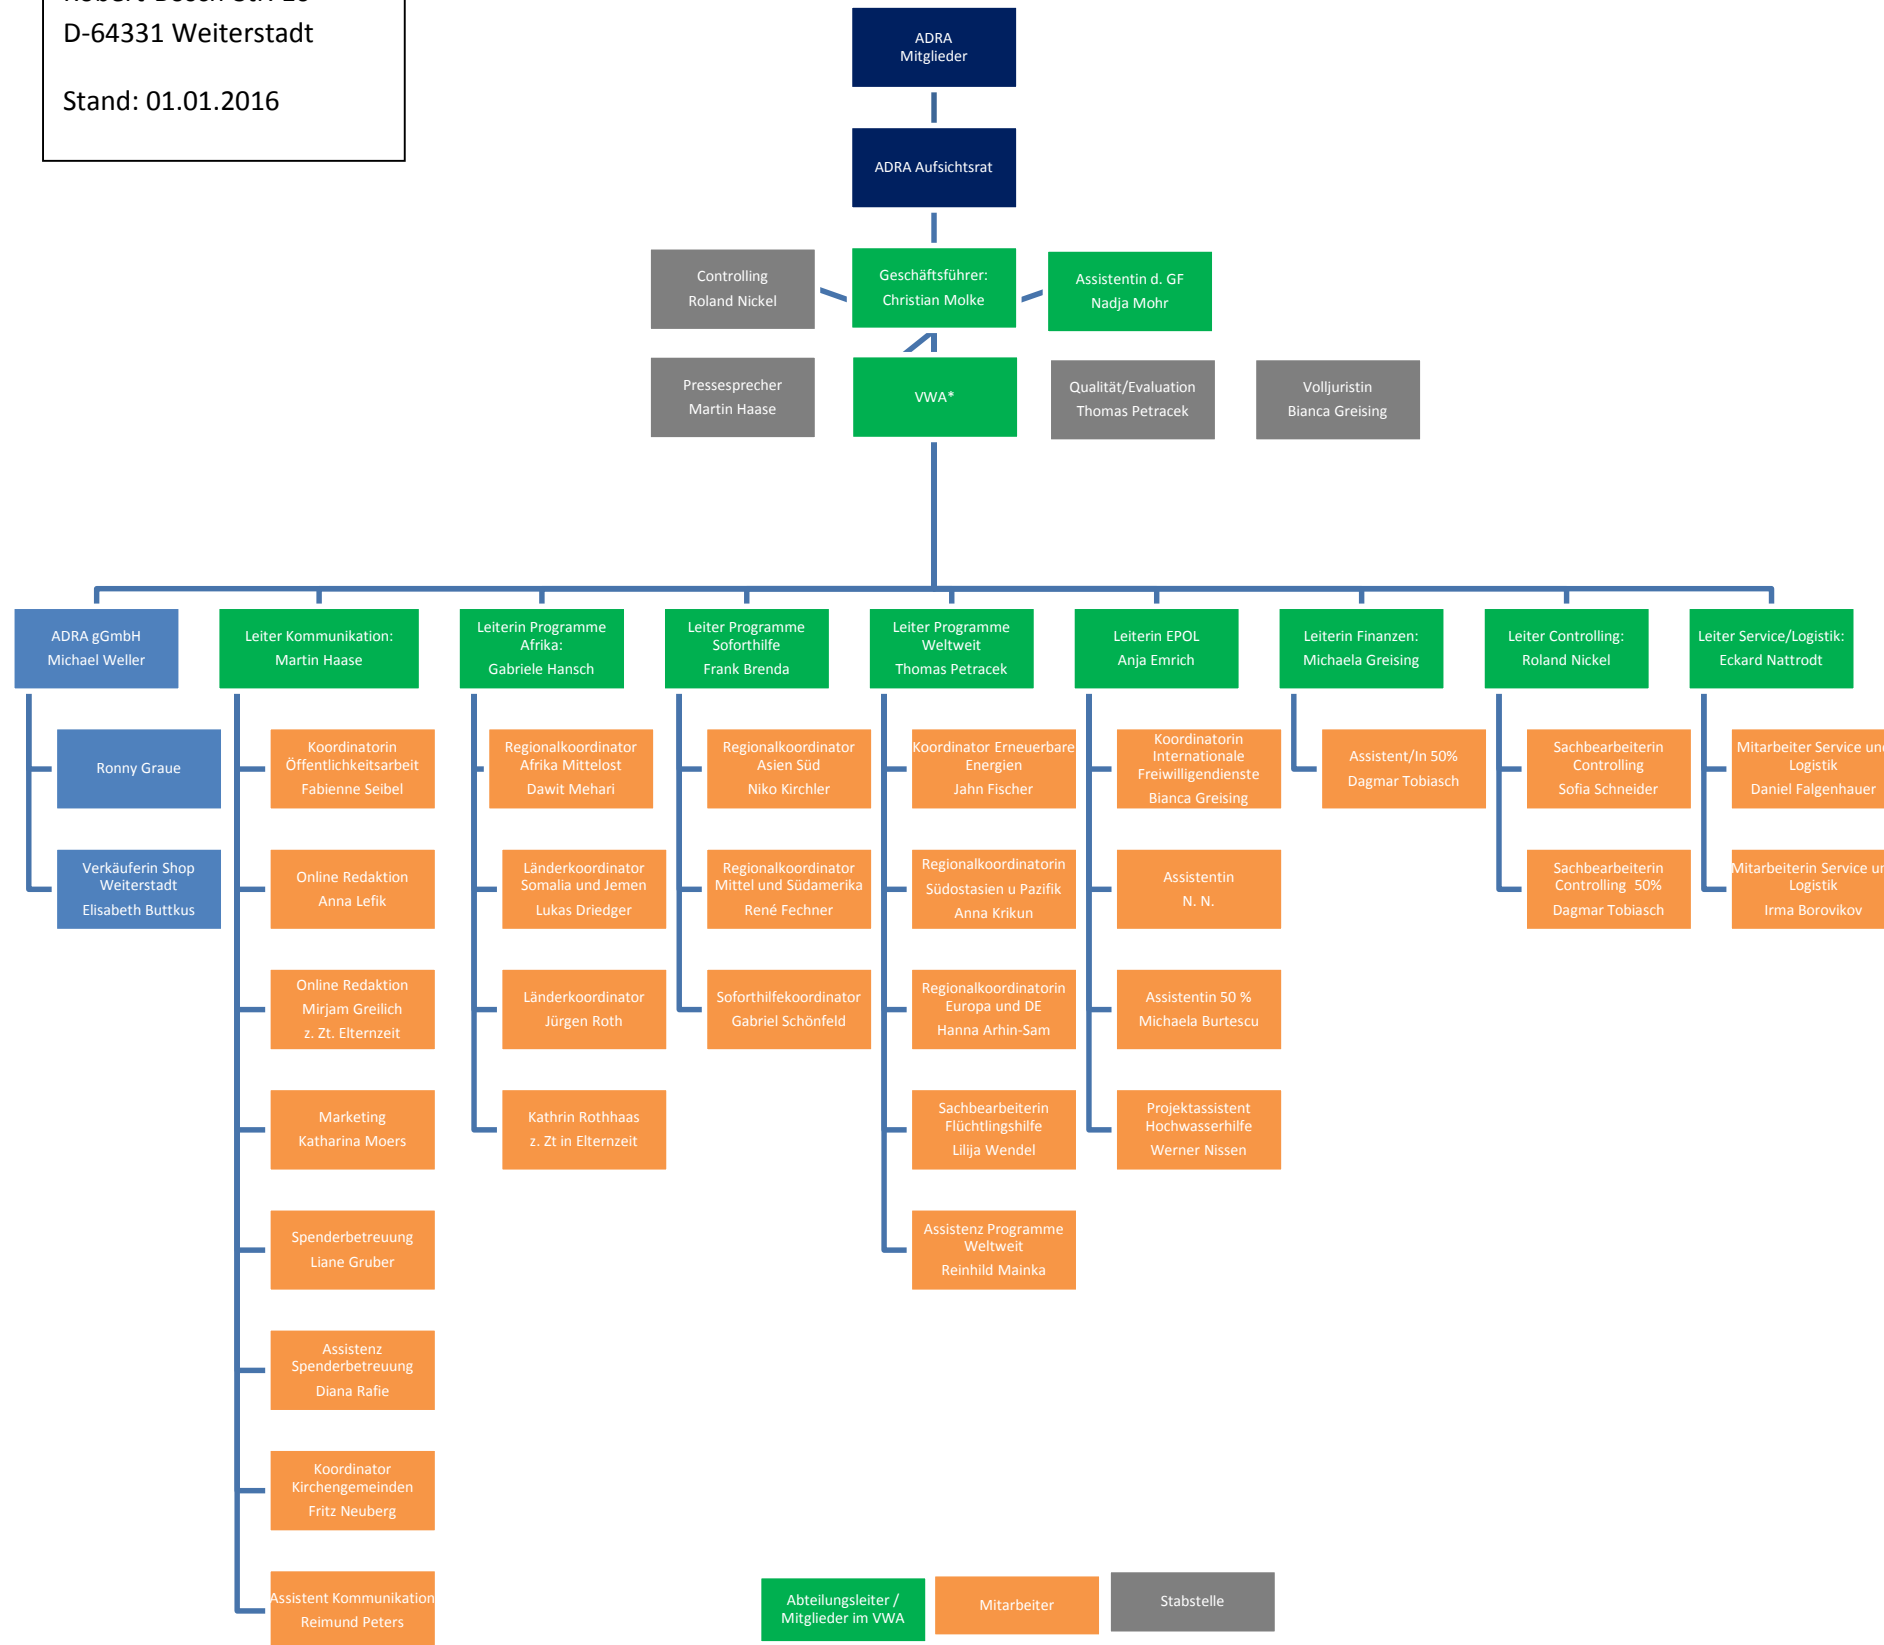 D-64331 Weiterstadt
Stand: 01.01.2016
ADRA
Mitglieder
ADRA Aufsichtsrat
Controlling
Roland Nickel
Geschäftsführer:
Christian Molke
Assistentin d. GF
Nadja Mohr
Pressesprecher
Martin Haase
VWA*
Qualität/Evaluation
Thomas Petracek
Volljuristin
Bianca Greising
ADRA gGmbH
Michael Weller
Leiter Kommunikation:
Martin Haase
Leiterin Programme
Afrika:
Gabriele Hansch
Leiter Programme
Soforthilfe
Frank Brenda
Leiter Programme
Weltweit
Thomas Petracek
Leiterin EPOL
Anja Emrich
Leiterin Finanzen:
Michaela Greising
Leiter Controlling:
Roland Nickel
Leiter Service/Logistik:
Eckard Nattrodt
Ronny Graue
Verkäuferin Shop
Weiterstadt
Elisabeth Buttkus
Koordinatorin
Öffentlichkeitsarbeit
Fabienne Seibel
Online Redaktion
Anna Lefik
Online Redaktion
Mirjam Greilich
z. Zt. Elternzeit
Marketing
Katharina Moers
Spenderbetreuung
Liane Gruber
Assistenz
Spenderbetreuung
Diana Rafie
Koordinator
Kirchengemeinden
Fritz Neuberg
Assistent Kommunikation
Reimund Peters
Regionalkoordinator
Afrika Mittelost
Dawit Mehari
Länderkoordinator
Somalia und Jemen
Lukas Driedger
Länderkoordinator
Jürgen Roth
Kathrin Rothhaas
z. Zt in Elternzeit
Regionalkoordinator
Asien Süd
Niko Kirchler
Regionalkoordinator
Mittel und Südamerika
René Fechner
Soforthilfekoordinator
Gabriel Schönfeld
Koordinator Erneuerbare
Energien
Jahn Fischer
Regionalkoordinatorin
Südostasien u Pazifik
Anna Krikun
Regionalkoordinatorin
Europa und DE
Hanna Arhin-Sam
Sachbearbeiterin
Flüchtlingshilfe
Lilija Wendel
Assistenz Programme
Weltweit
Reinhild Mainka
Koordinatorin
Internationale
Freiwilligendienste
Bianca Greising
Assistentin
N. N.
Assistentin 50 %
Michaela Burtescu
Projektassistent
Hochwasserhilfe
Werner Nissen
Assistent/In 50%
Dagmar Tobiasch
Sachbearbeiterin
Controlling
Sofia Schneider
Sachbearbeiterin
Controlling 50%
Dagmar Tobiasch
Mitarbeiter Service und
Logistik
Daniel Falgenhauer
Mitarbeiterin Service un
Logistik
Irma Borovikov
Abteilungsleiter /
Mitglieder im VWA
Mitarbeiter
Stabstelle